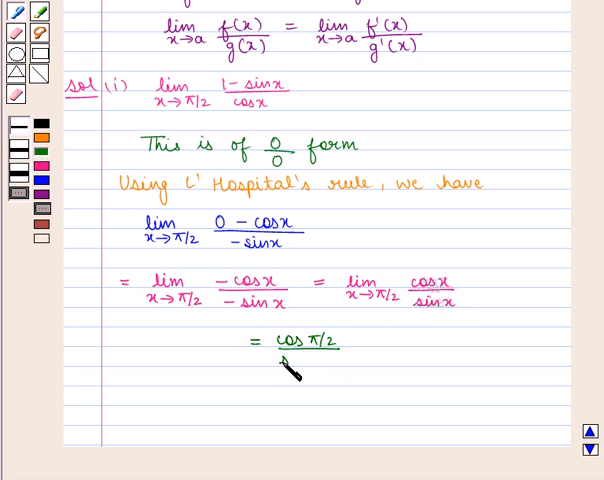 lim x→a f(x)/g(x) = lim x→a f'(x)/g'(x)
Sol (i) lim x→π/2 1-sinx/cosx
This is of 0/0 form
Using L' Hospital's rule, we have
lim x→π/2 0-cosx/-sinx
= lim x→π/2 -cosx/-sinx = lim x→π/2 cosx/sinx
= cos π/2 / s